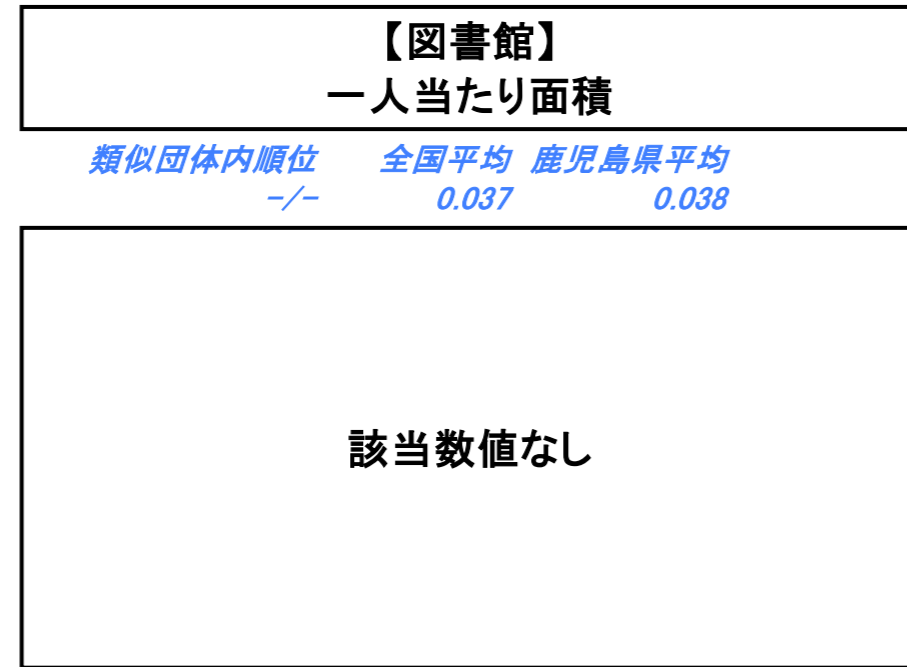 【図書館】
一人当たり面積
類似団体内順位 全国平均 鹿児島県平均
-/- 0.037 0.038
該当数値なし